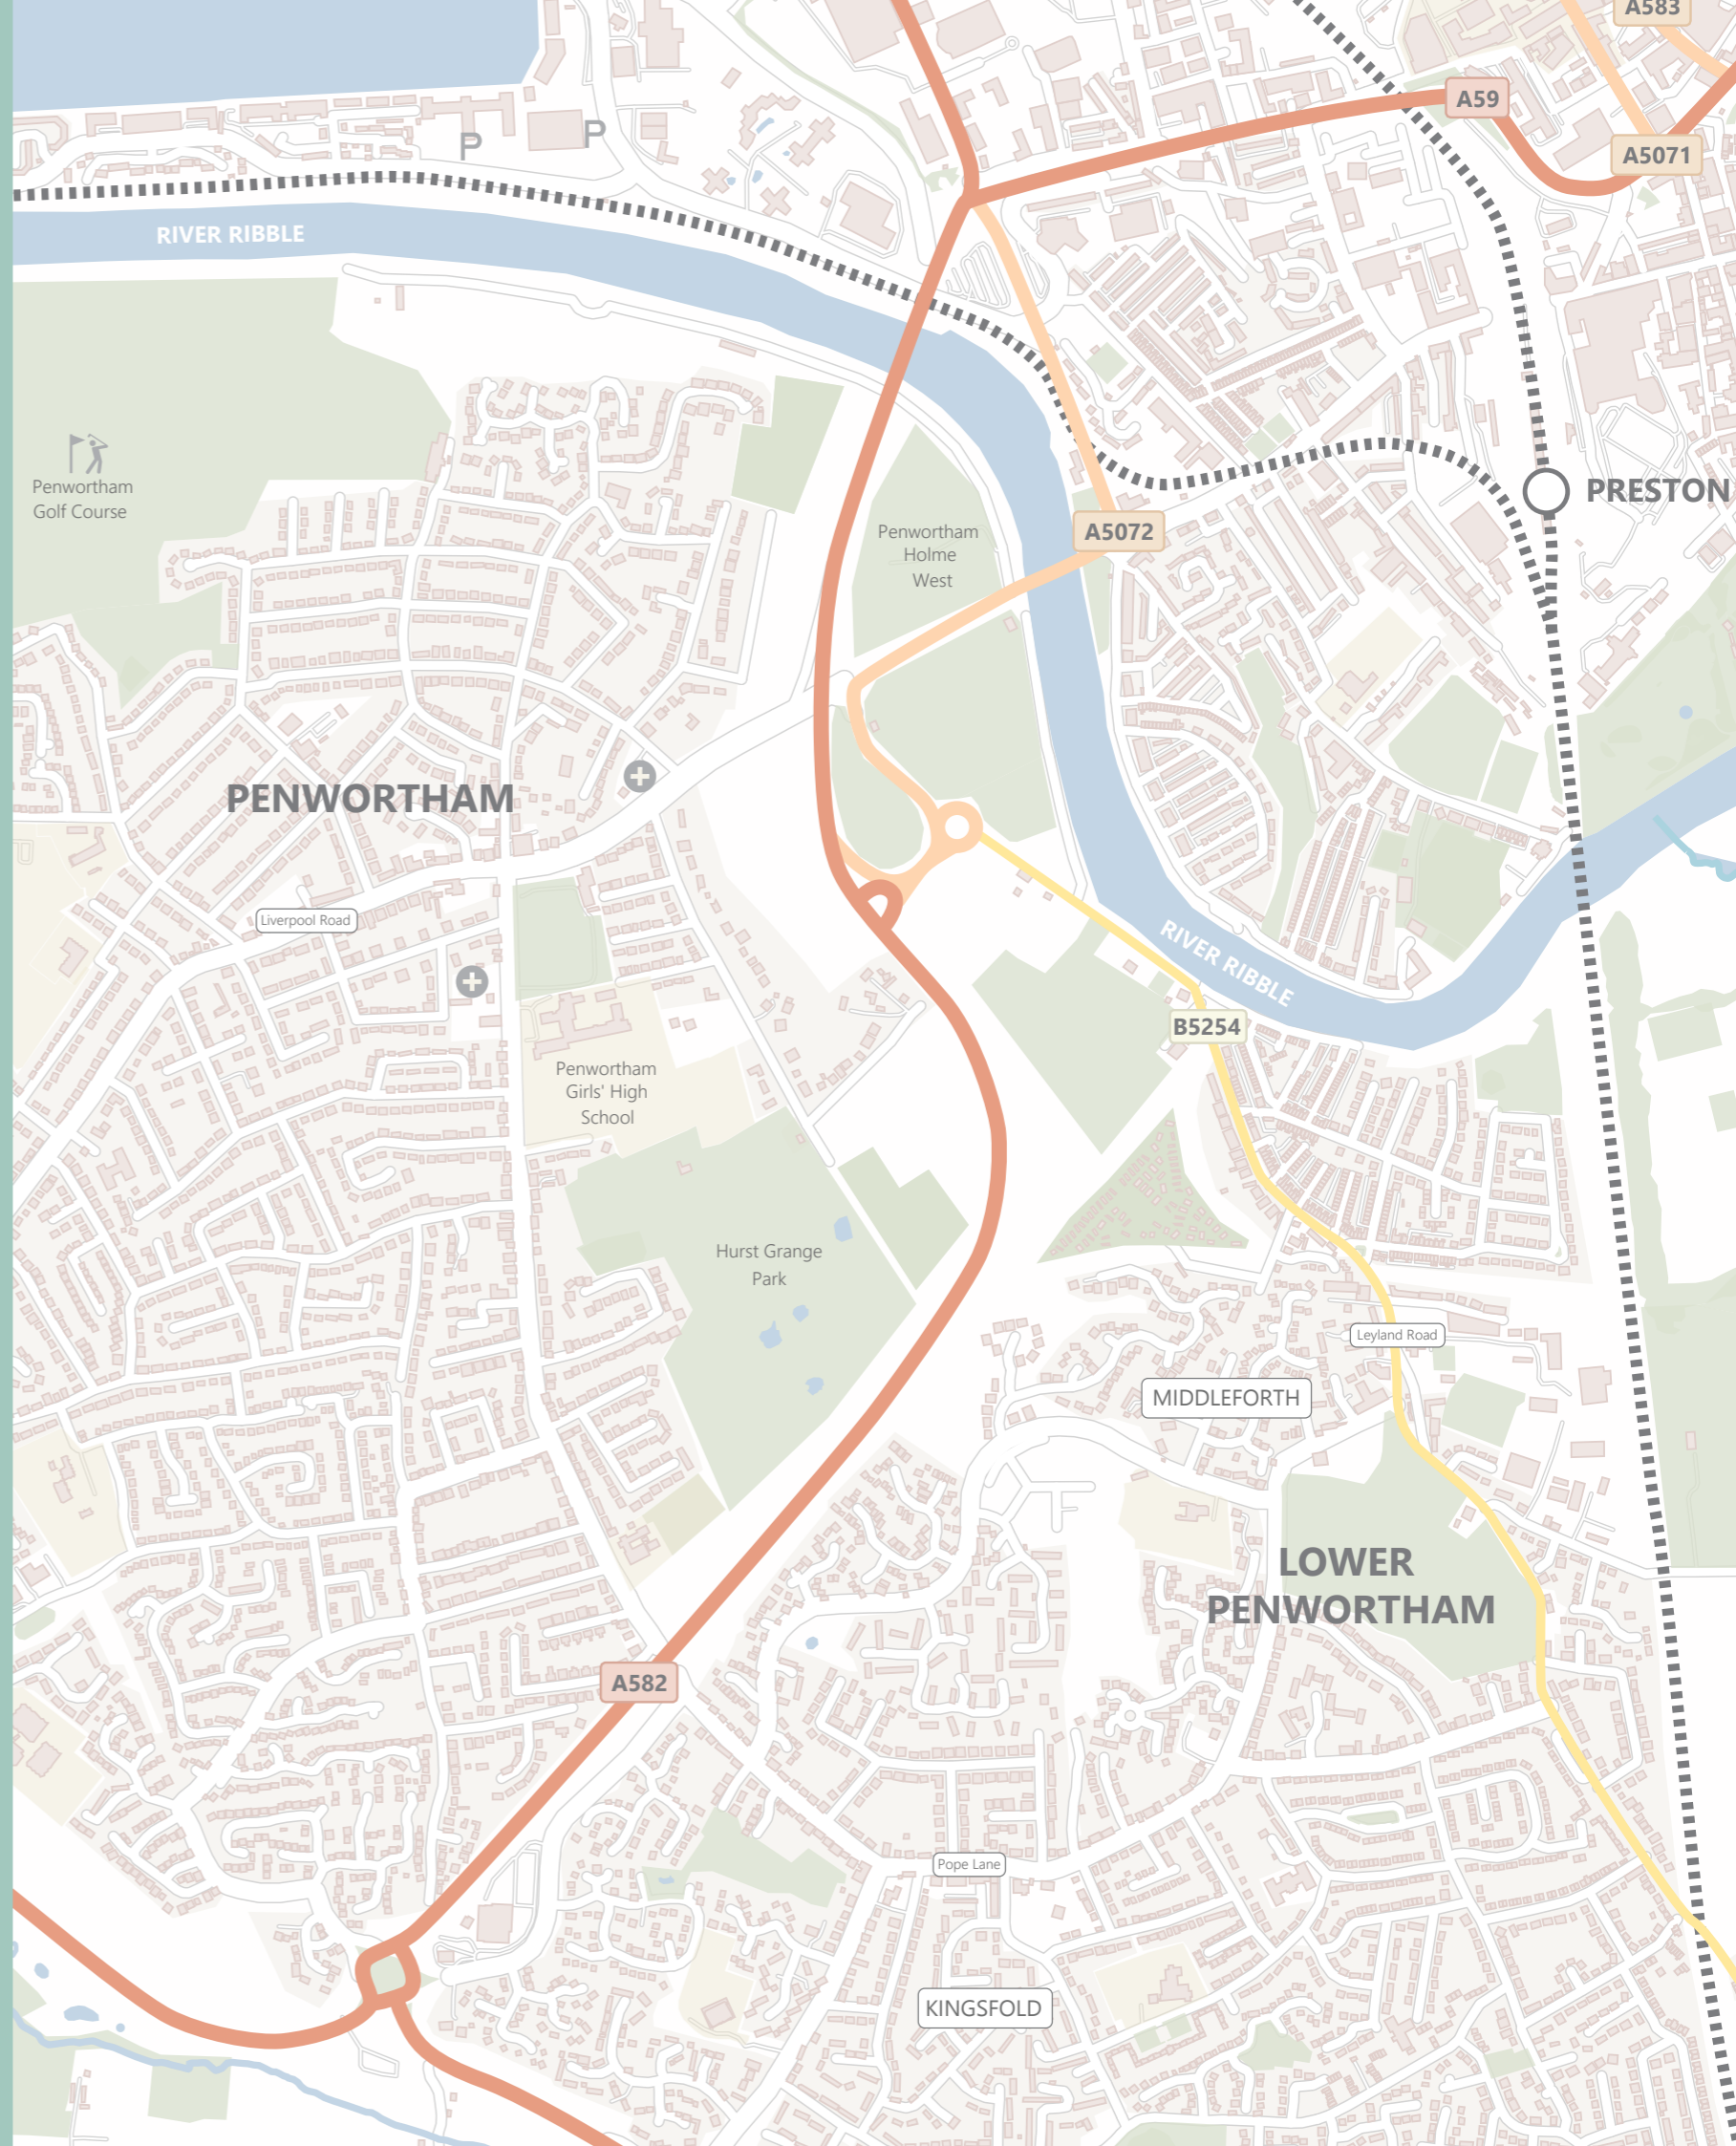 A583
A59
P
P
A5071
RIVER RIBBLE
Penwortham
Golf Course
PRESTON
Penwortham
Holme
West
A5072
PENWORTHAM
Liverpool Road
RIVER RIBBLE
B5254
Penwortham
Girls' High
School
Hurst Grange
Park
Leyland Road
MIDDLEFORTH
LOWER
PENWORTHAM
A582
Pope Lane
KINGSFOLD